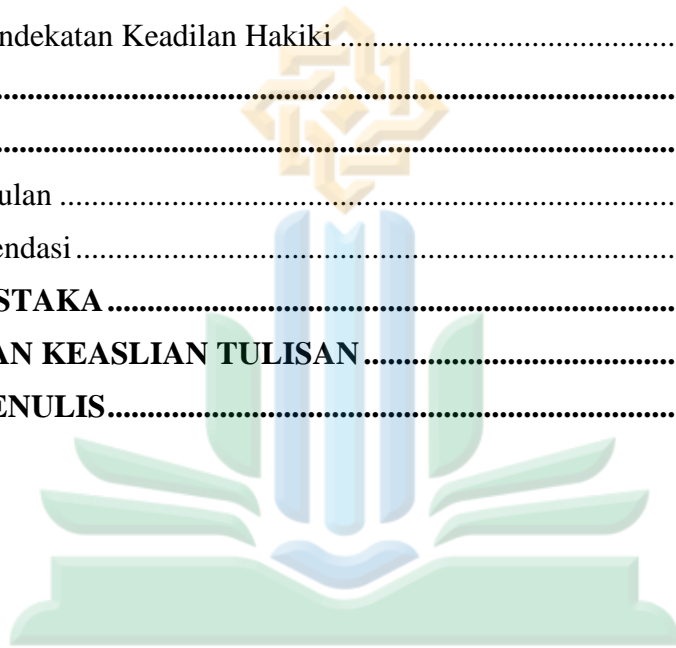 ndekatan Keadilan Hakiki ........................................
................................................................................
................................................................................
ulan ................................................................................
endasi ................................................................................
STAKA ................................................................................
AN KEASLIAN TULISAN ........................................
ENULIS ................................................................................